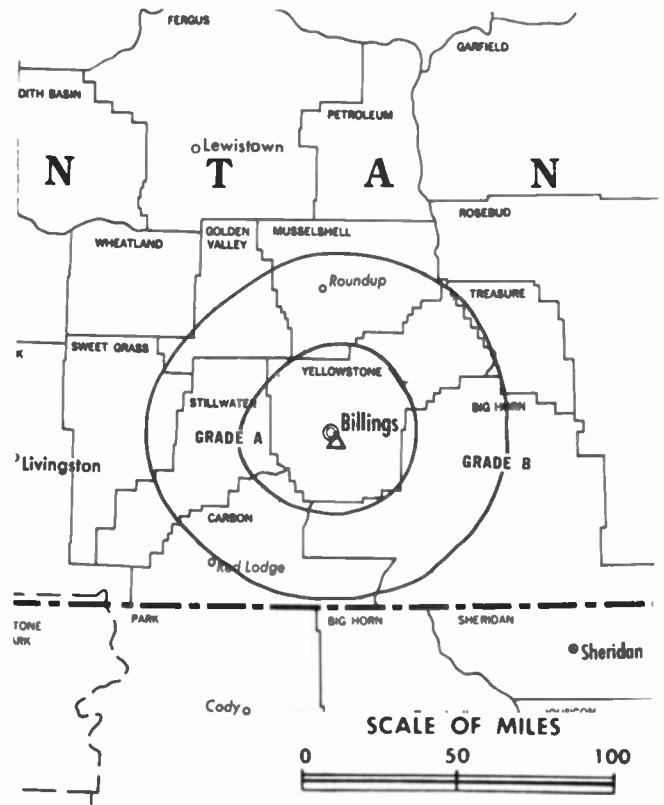 FERGUS
GARFIELD
DITH BASIN
PETROLEUM
Lewistown
N T A N
ROSEBUD
WHEATLAND
GOLDEN
VALLEY
MUSSELSHELL
Roundup
TREASURE
K
SWEET GRASS
YELLOWSTONE
STILLWATER
BIG HORN
Billings
GRADE A
GRADE B
Livingston
CARBON
Red Lodge
PARK
BIG HORN
SHERIDAN
TONE
ARK
Sheridan
Cody
SCALE OF MILES
0 50 100